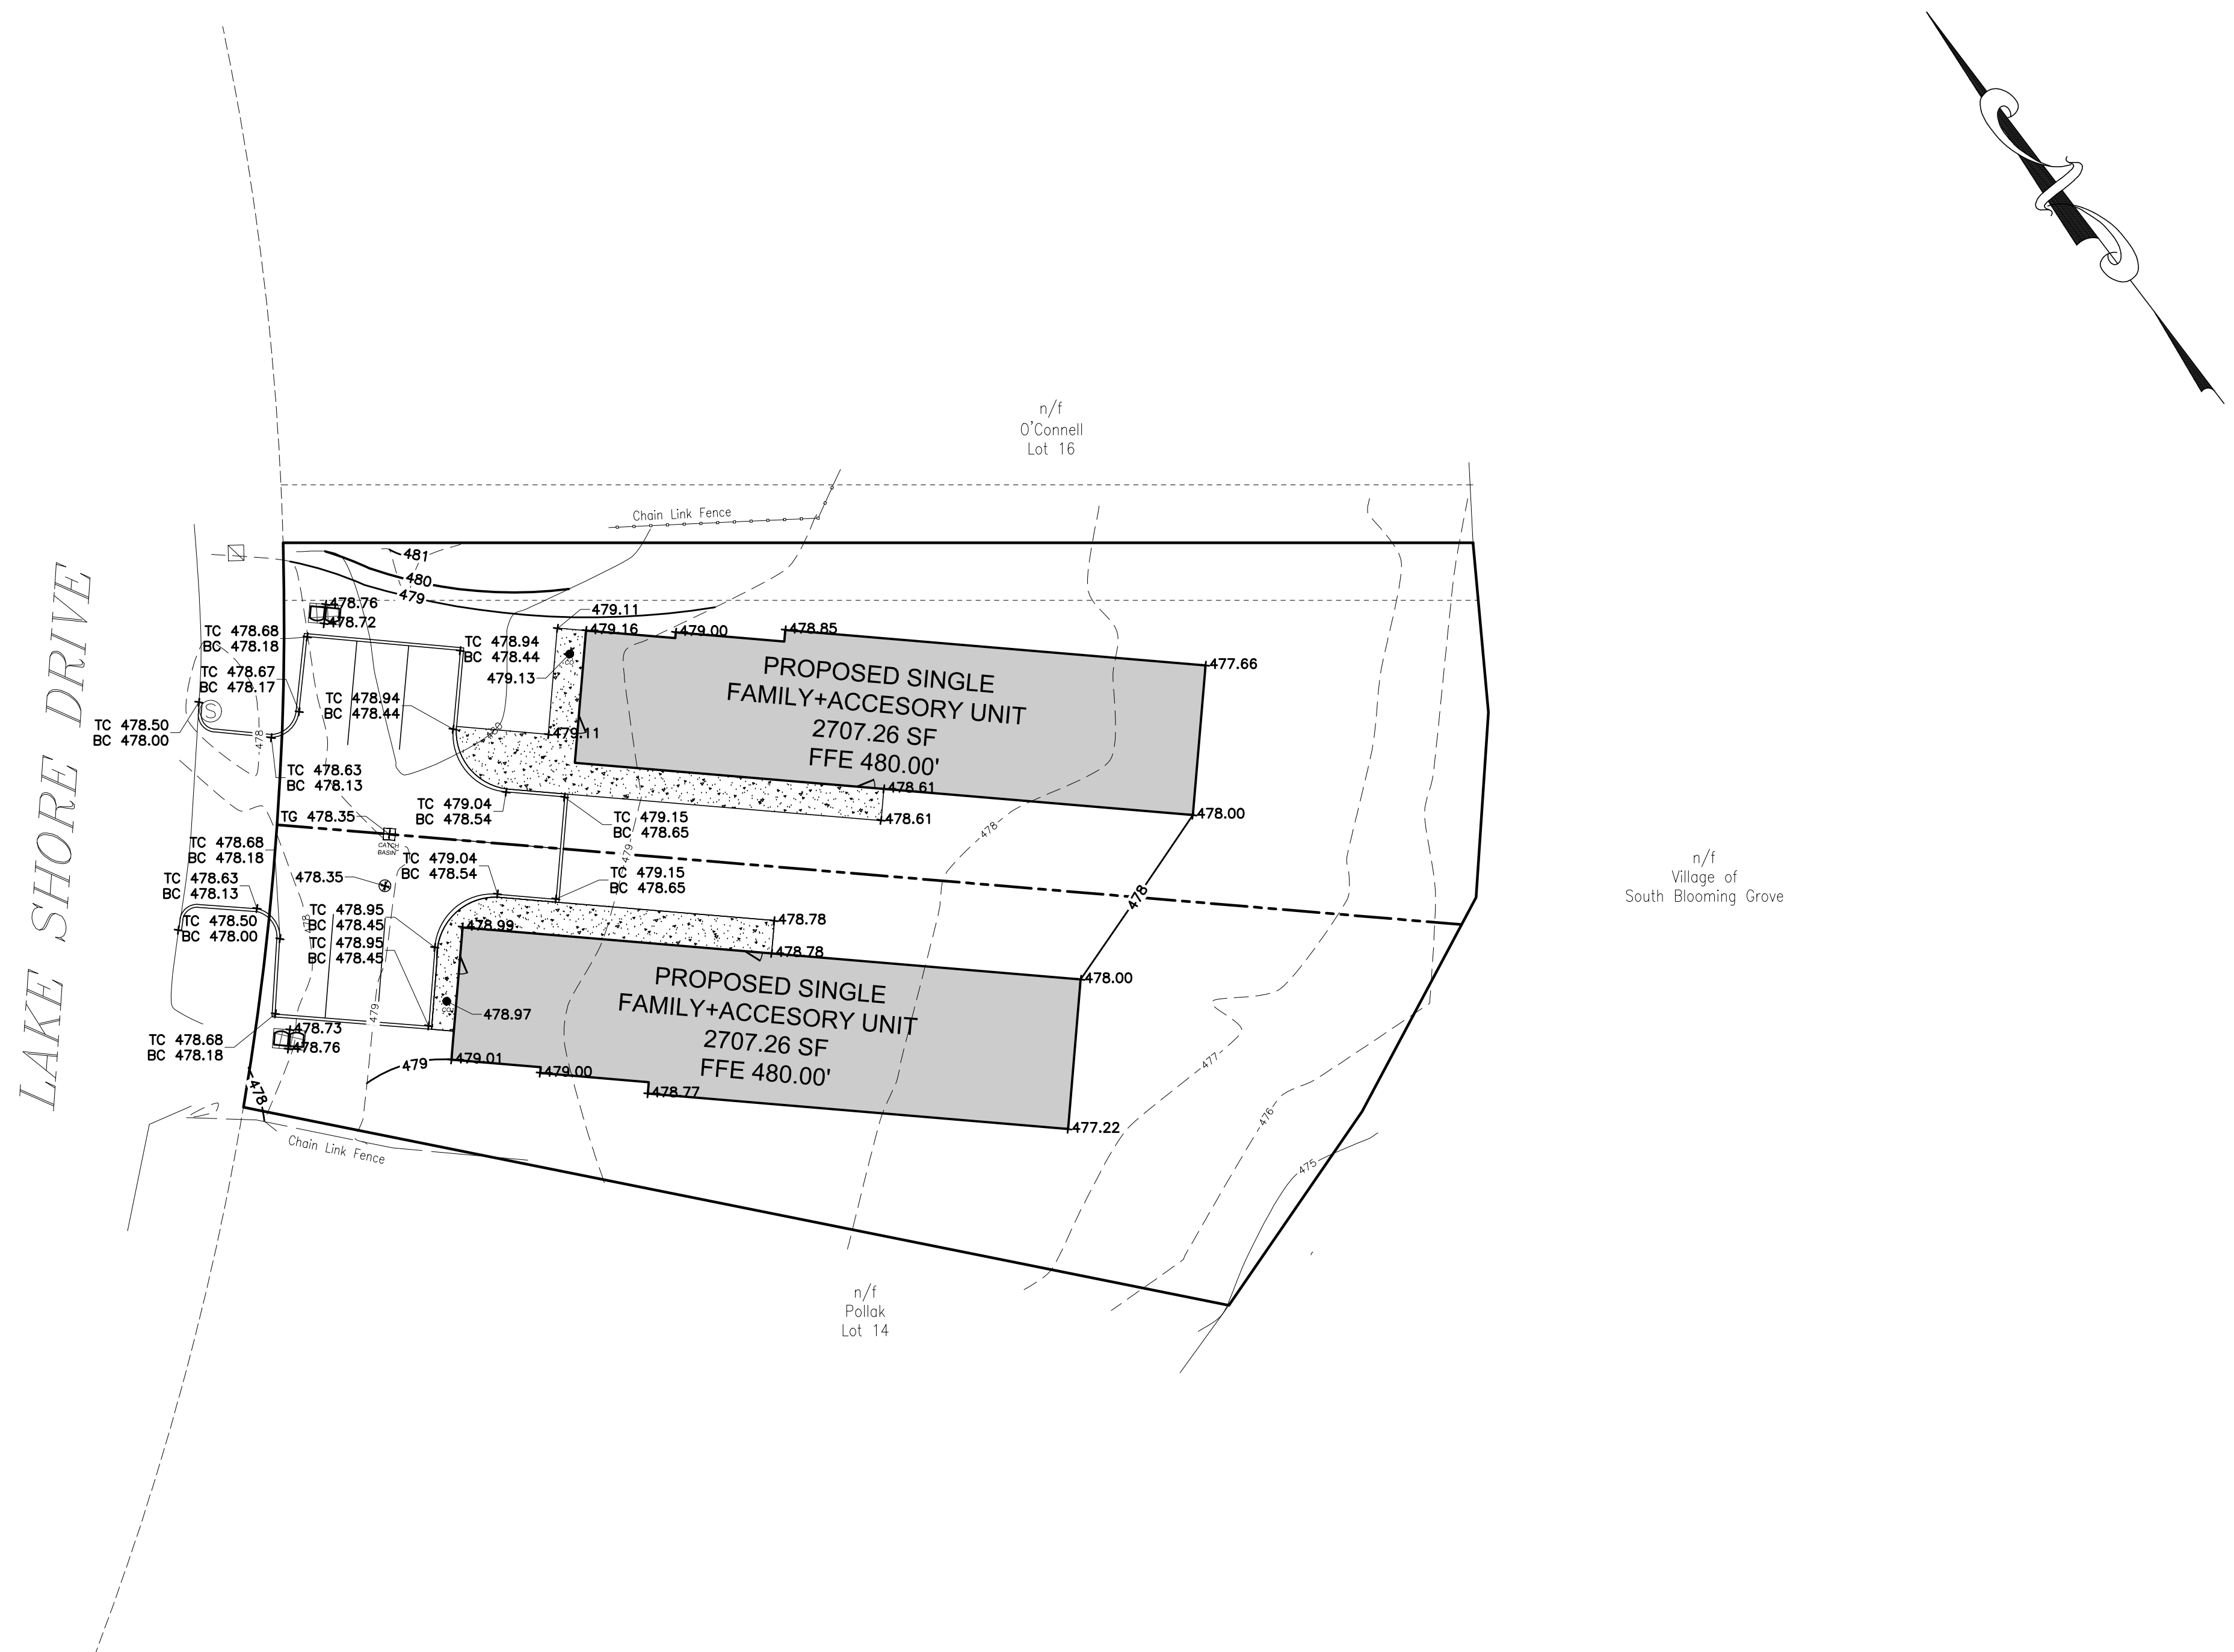 n/f
O'Connell
Lot 16
Chain Link Fence
481
480
479
478.76
478.72
479.11
479.16
479.00
478.85
TC 478.68
BC 478.18
TC 478.94
BC 478.44
479.13
477.66
TC 478.67
BC 478.17
TC 478.94
BC 478.44
PROPOSED SINGLE
FAMILY+ACCESORY UNIT
2707.26 SF
FFE 480.00'
S
TC 478.50
BC 478.00
478
480
479.11
TC 478.63
BC 478.13
478.61
TC 479.04
BC 478.54
478.61
478.00
TG 478.35
TC 479.15
BC 478.65
478
CATCH
BASIN
TC 478.68
BC 478.18
TC 479.04
BC 478.54
479
TC 478.63
BC 478.13
478.35
TC 479.15
BC 478.65
478
n/f
Village of
South Blooming Grove
TC 478.50
BC 478.00
478
TC 478.95
BC 478.45
478.99
478.78
TC 478.95
BC 478.45
478.78
478.00
PROPOSED SINGLE
FAMILY+ACCESORY UNIT
2707.26 SF
FFE 480.00'
CO
CO
478.97
479
478.73
478.76
TC 478.68
BC 478.18
479
479.01
479.00
478.77
477.22
477
476
475
478
Chain Link Fence
LAKE SHORE DRIVE
n/f
Pollak
Lot 14